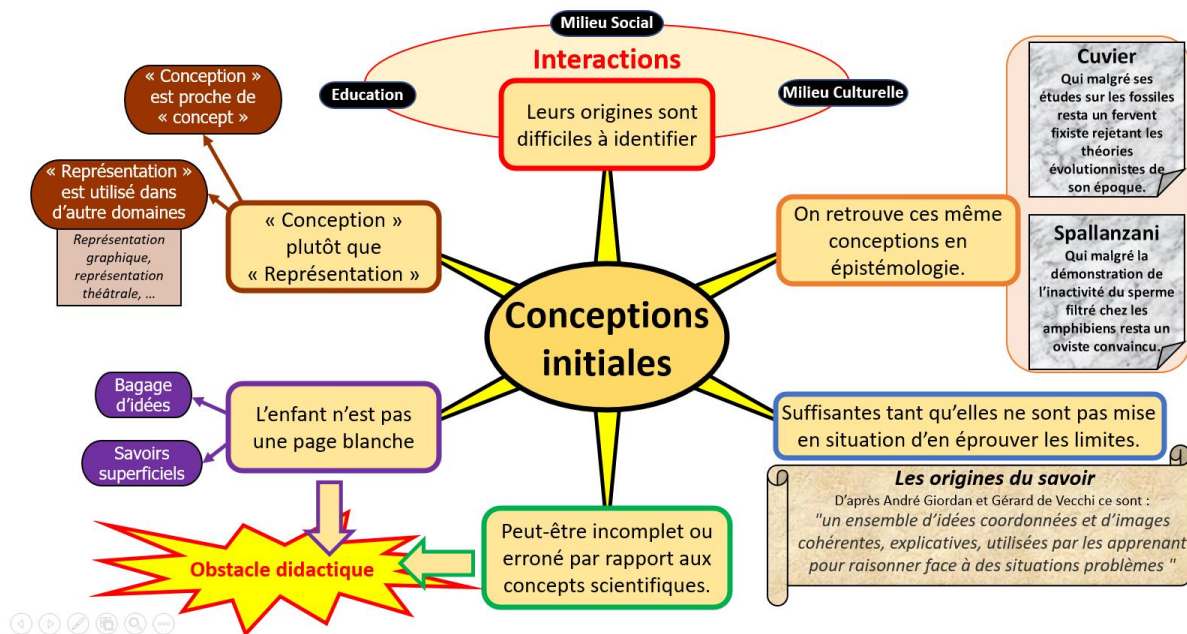 Milieu Social
Interactions
Education
Milieu Culturelle
Leurs origines sont
difficiles à identifier
« Conception »
est proche de
« concept »
« Représentation »
est utilisé dans
d'autre domaines
Représentation
graphique,
représentation
théâtrale, ...
« Conception »
plutôt que
« Représentation »
On retrouve ces même
conceptions en
épistémologie.
Cuvier
Qui malgré ses
études sur les fossiles
resta un fervent
fixiste rejetant les
théories
évolutionnistes de
son époque.
Spallanzani
Qui malgré la
démonstration de
l'inactivité du sperme
filtré chez les
amphibiens resta un
oviste convaincu.
Conceptions
initiales
Bagage
d'idées
Savoirs
superficiels
L'enfant n'est pas
une page blanche
Suffisantes tant qu'elles ne sont pas mise
en situation d'en éprouver les limites.
Les origines du savoir
D'après André Giordan et Gérard de Vecchi ce sont :
"un ensemble d'idées coordonnées et d'images
cohérentes, explicatives, utilisées par les apprenant
pour raisonner face à des situations problèmes "
Peut-être incomplet ou
erroné par rapport aux
concepts scientifiques.
Obstacle didactique